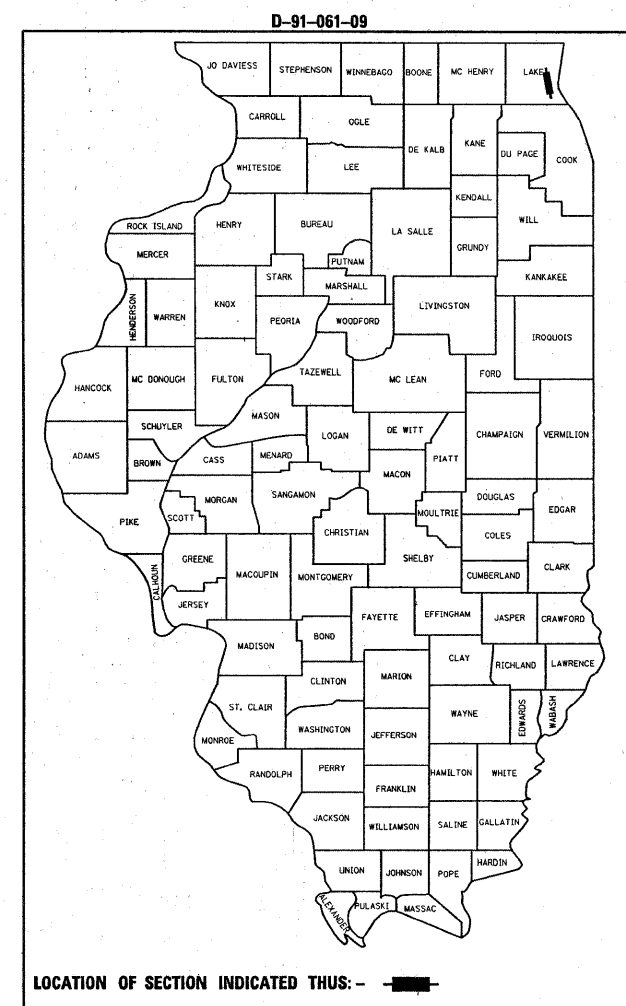 D-91-061-09
JO DAVIESS
STEPHENSON
WINNEBAGO
BOONE
MC HENRY
LAKE
CARROLL
OGLE
DE KALB
KANE
DU PAGE
COOK
WHITESIDE
LEE
KENDALL
WILL
ROCK ISLAND
HENRY
BUREAU
LA SALLE
GRUNDY
MERCER
PUTNAM
STARK
MARSHALL
KANKAKEE
HENDERSON
WARREN
KNOX
PEORIA
WOODFORD
LIVINGSTON
IROQUOIS
HANCOCK
MC DONOUGH
FULTON
TAZEWELL
MC LEAN
FORD
MASON
SCHUYLER
LOGAN
DE WITT
CHAMPAIGN
VERMILION
ADAMS
BROWN
CASS
MENARD
PIATT
MACON
MORGAN
SANGAMON
DOUGLAS
EDGAR
PIKE
SCOTT
CHRISTIAN
MOULTRIE
COLES
SHELBY
GREENE
MACOUPIN
MONTGOMERY
CUMBERLAND
CLARK
CALHOUN
JERSEY
FAYETTE
EFFINGHAM
JASPER
CRAWFORD
MADISON
BOND
CLAY
RICHLAND
LAWRENCE
CLINTON
MARION
ST. CLAIR
WAYNE
EDWARDS
WABASH
WASHINGTON
JEFFERSON
MONROE
RANDOLPH
PERRY
HAMILTON
WHITE
FRANKLIN
JACKSON
WILLIAMSON
SALINE
GALLATIN
UNION
JOHNSON
POPE
HARDIN
ALEXANDER
PULASKI
MASSAC
LOCATION OF SECTION INDICATED THUS: -